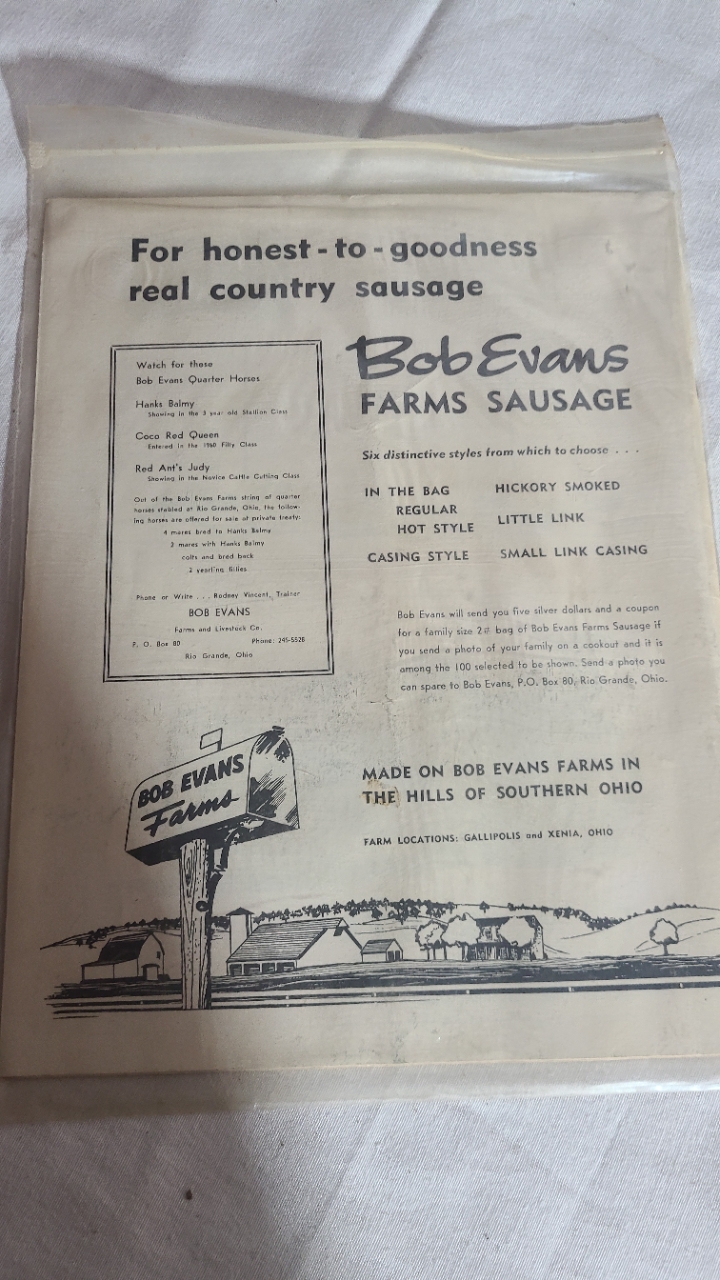 For honest-to-goodness
real country sausage
Watch for these
Bob Evans Quarter Horses
Hanks Balmy
Showing in the 3 year old Stallion Class
Coco Red Queen
Entered in the 1960 Filly Class
Red Ant's Judy
Showing in the Novice Cattle Cutting Class
Out of the Bob Evans Farms string of quarter
horses stabled at Rio Grande, Ohio, the follow-
ing horses are offered for sale at private treaty:
4 mares bred to Hanks Balmy
2 mares with Hanks Balmy
colts and bred back
2 yearling fillies
Phone or Write . . . Rodney Vincent, Trainer
BOB EVANS
Farms and Livestock Co.
P. O. Box 80 Phone: 245-5526
Rio Grande, Ohio
Bob Evans
FARMS SAUSAGE
Six distinctive styles from which to choose . . .
IN THE BAG
REGULAR
HOT STYLE
CASING STYLE
HICKORY SMOKED
LITTLE LINK
SMALL LINK CASING
Bob Evans will send you five silver dollars and a coupon
for a family size 2# bag of Bob Evans Farms Sausage if
you send a photo of your family on a cookout and it is
among the 100 selected to be shown. Send a photo you
can spare to Bob Evans, P.O. Box 80, Rio Grande, Ohio.
MADE ON BOB EVANS FARMS IN
THE HILLS OF SOUTHERN OHIO
FARM LOCATIONS: GALLIPOLIS and XENIA, OHIO
BOB EVANS
Farms